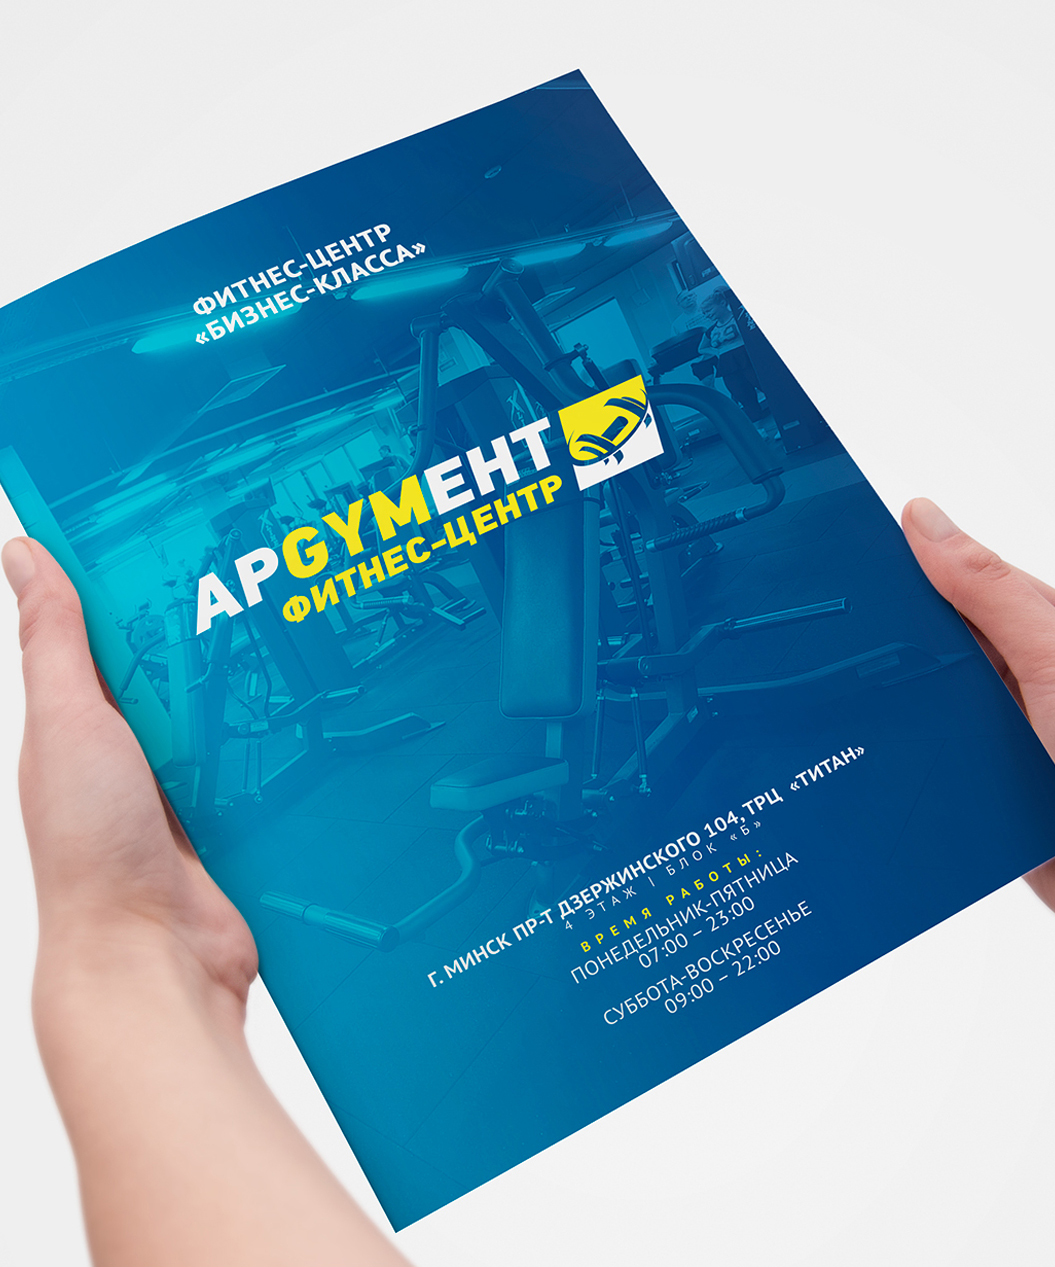 ФИТНЕС-ЦЕНТР
«БИЗНЕС-КЛАССА»
АРGYMЕНТ
ФИТНЕС-ЦЕНТР
Г. МИНСК ПР-Т ДЗЕРЖИНСКОГО 104, ТРЦ «ТИТАН»
4 ЭТАЖ | БЛОК «Б»
ВРЕМЯ РАБОТЫ:
ПОНЕДЕЛЬНИК-ПЯТНИЦА
07:00 – 23:00
СУББОТА-ВОСКРЕСЕНЬЕ
09:00 – 22:00